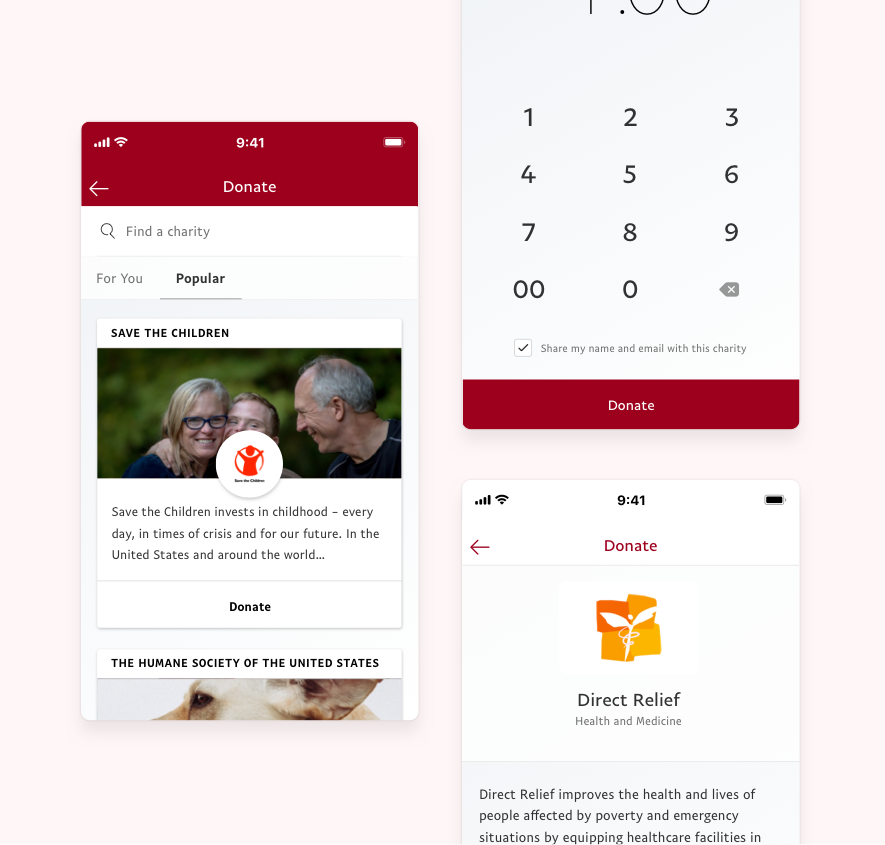 9:41
Donate
Find a charity
For You
Popular
SAVE THE CHILDREN
Save the Children
Save the Children invests in childhood – every
day, in times of crisis and for our future. In the
United States and around the world...
Donate
THE HUMANE SOCIETY OF THE UNITED STATES
1 2 3
4 5 6
7 8 9
00 0
Share my name and email with this charity
Donate
9:41
Donate
Direct Relief
Health and Medicine
Direct Relief improves the health and lives of
people affected by poverty and emergency
situations by equipping healthcare facilities in